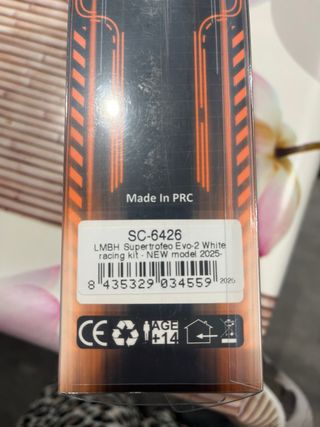 Made In PRC
SC-6426
LMBH Supertrofeo Evo-2 White
racing kit - NEW model 2025-
8 435329 034559 2025
CE AGE
+14